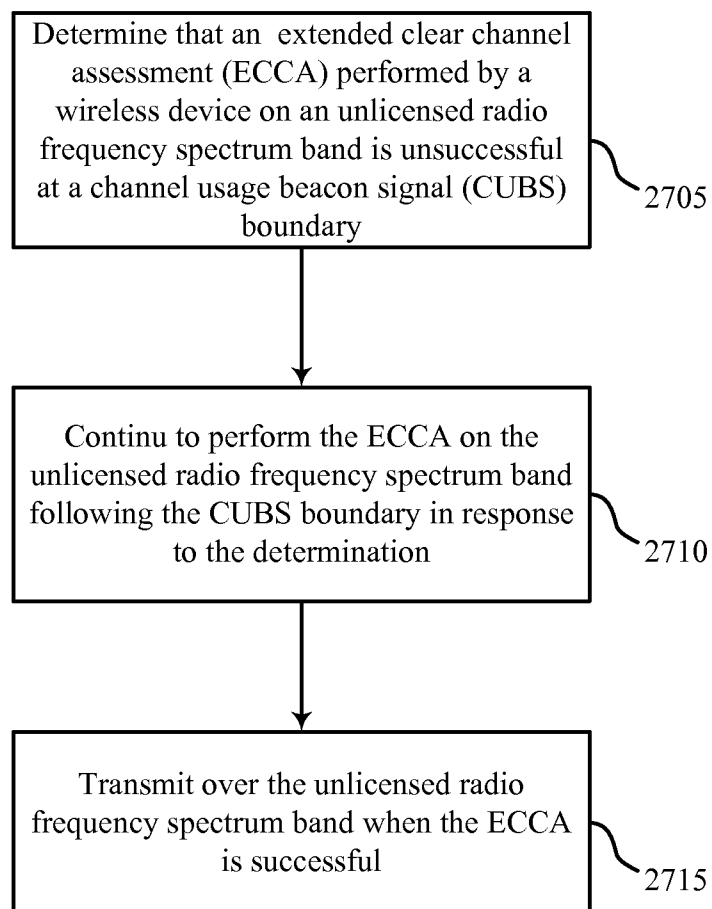 Determine that an extended clear channel
assessment (ECCA) performed by a
wireless device on an unlicensed radio
frequency spectrum band is unsuccessful
at a channel usage beacon signal (CUBS)
boundary
2705
Continu to perform the ECCA on the
unlicensed radio frequency spectrum band
following the CUBS boundary in response
to the determination
2710
Transmit over the unlicensed radio
frequency spectrum band when the ECCA
is successful
2715